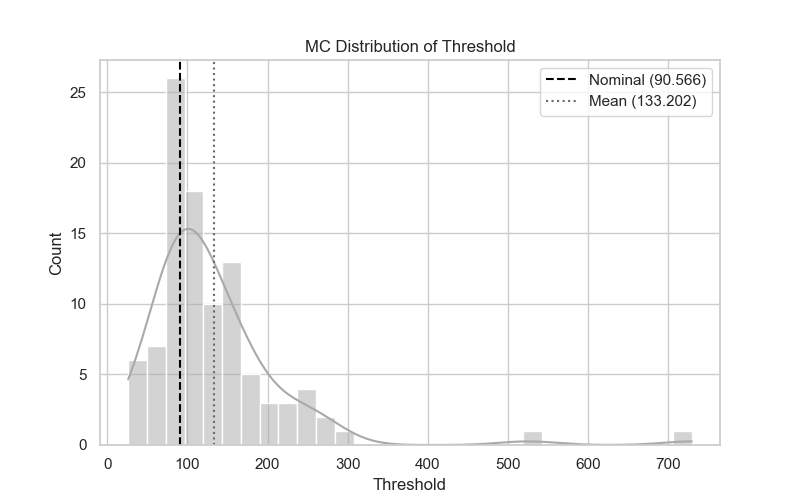 MC Distribution of Threshold
Nominal (90.566)
Mean (133.202)
Count
25
20
15
10
5
0
0 100 200 300 400 500 600 700
Threshold